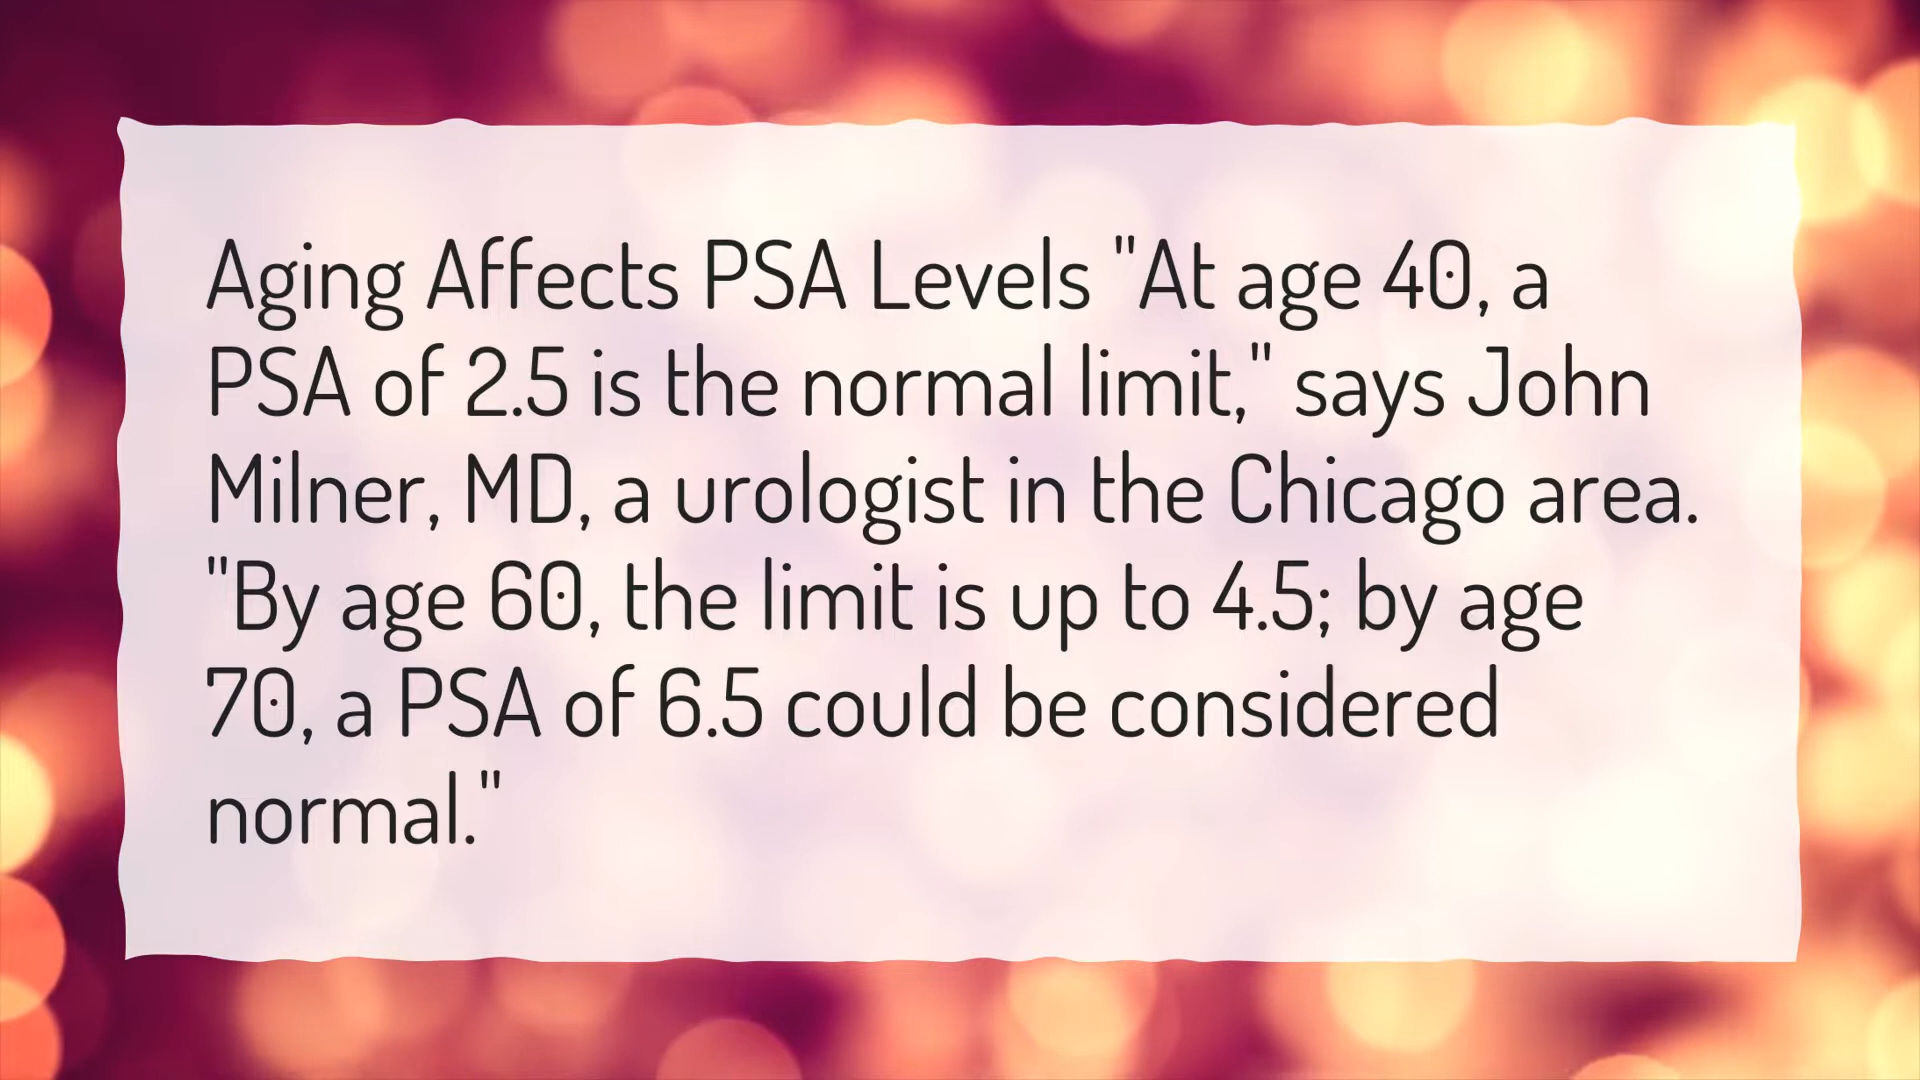 Aging Affects PSA Levels "At age 40, a
PSA of 2.5 is the normal limit," says John
Milner, MD, a urologist in the Chicago area.
"By age 60, the limit is up to 4.5; by age
70, a PSA of 6.5 could be considered
normal."